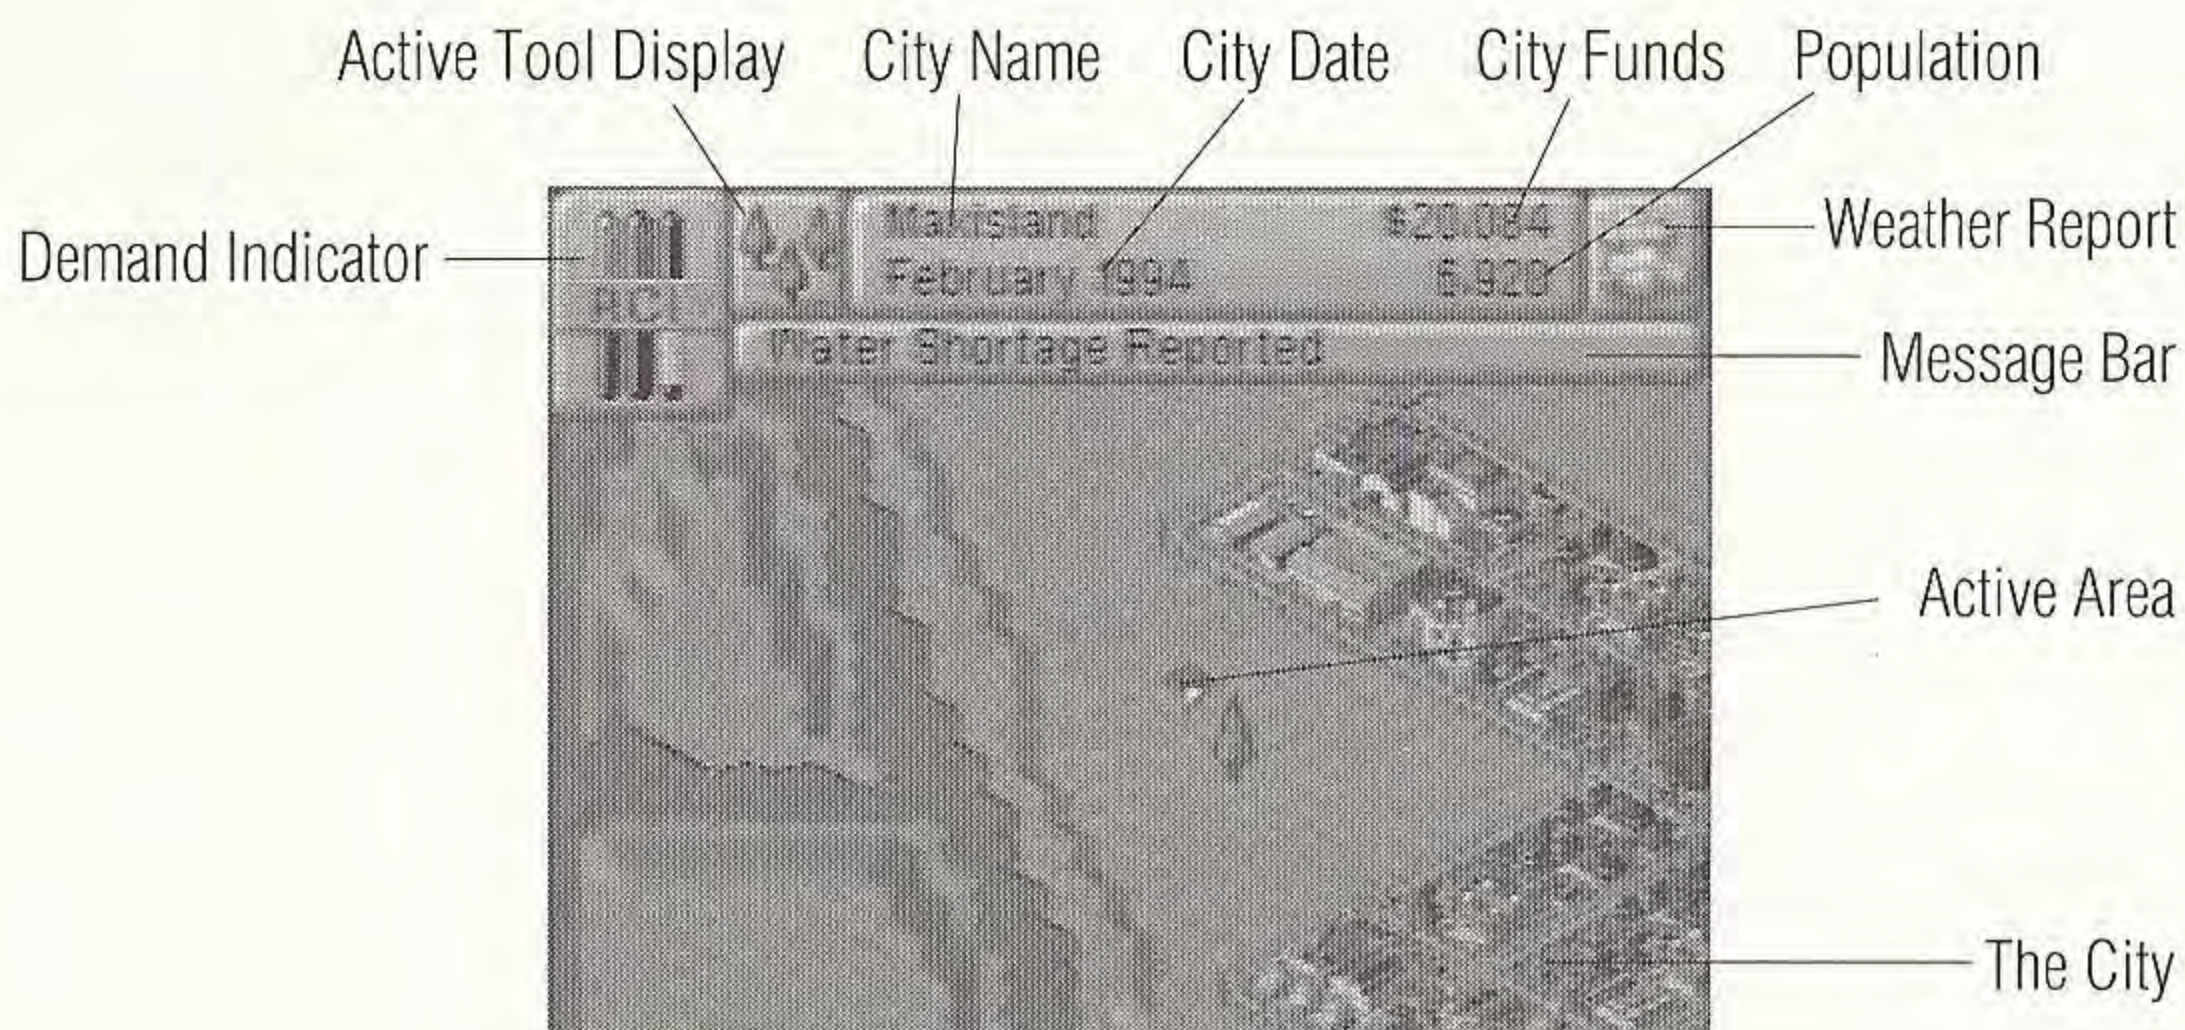 Active Tool Display City Name City Date City Funds Population
Demand Indicator
Makisland $20,084
February 1994 6,920
RCI
Water Shortage Reported
Weather Report
Message Bar
Active Area
The City